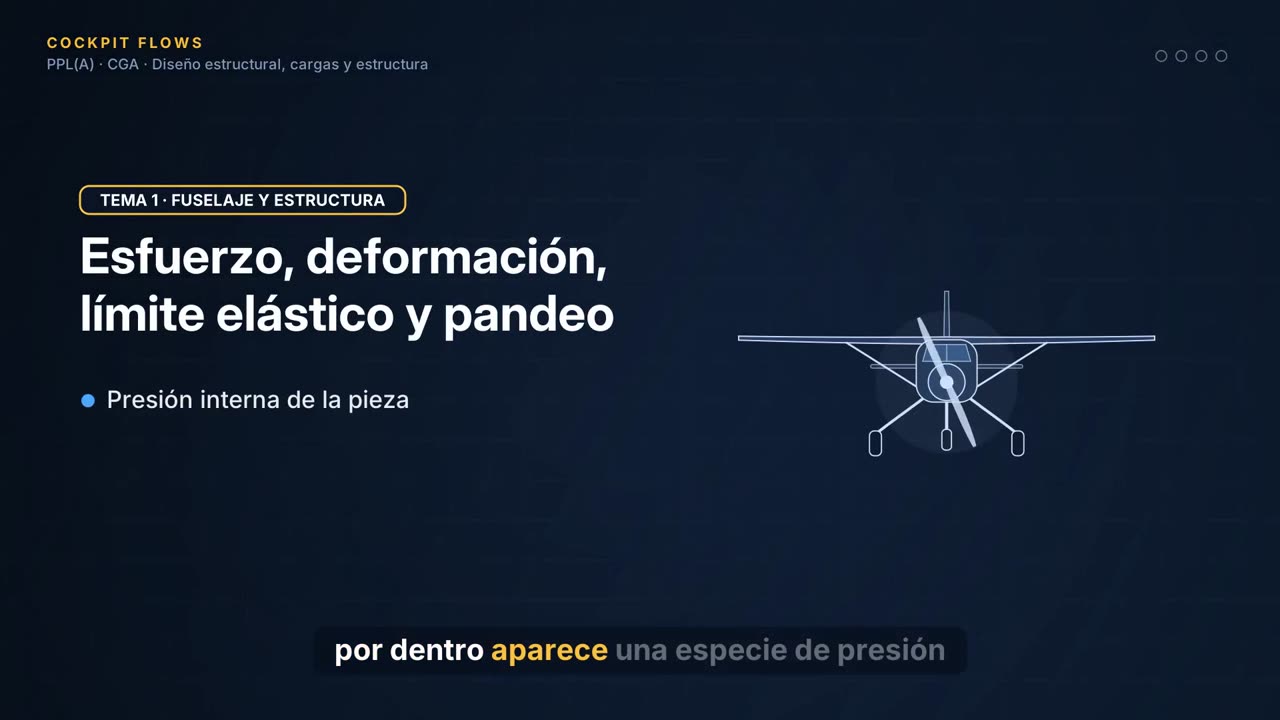 COCKPIT FLOWS
PPL(A) · CGA · Diseño estructural, cargas y estructura
TEMA 1 · FUSELAJE Y ESTRUCTURA
Esfuerzo, deformación,
límite elástico y pandeo
Presión interna de la pieza
por dentro aparece una especie de presión